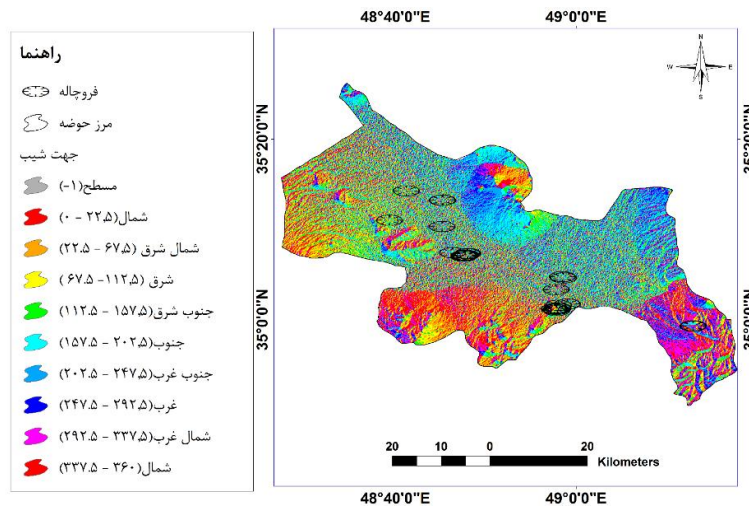 48°40'0"E 49°0'0"E
راهنما
فروچاله
مرز حوضه
جهت شیب
مسطح(۱-)
شمال(۲۲.۵ - ۰)
شمال شرق (۶۷.۵ - ۲۲.۵)
شرق (۱۱۲.۵ - ۶۷.۵)
جنوب شرق(۱۵۷.۵ - ۱۱۲.۵)
جنوب(۲۰۲.۵ - ۱۵۷.۵)
جنوب غرب(۲۴۷.۵ - ۲۰۲.۵)
غرب(۲۹۲.۵ - ۲۴۷.۵)
شمال غرب(۳۳۷.۵ - ۲۹۲.۵)
شمال(۳۶۰ - ۳۳۷.۵)
N
W E
S
35°20'0"N
35°0'0"N
20 10 0 20
Kilometers
48°40'0"E 49°0'0"E